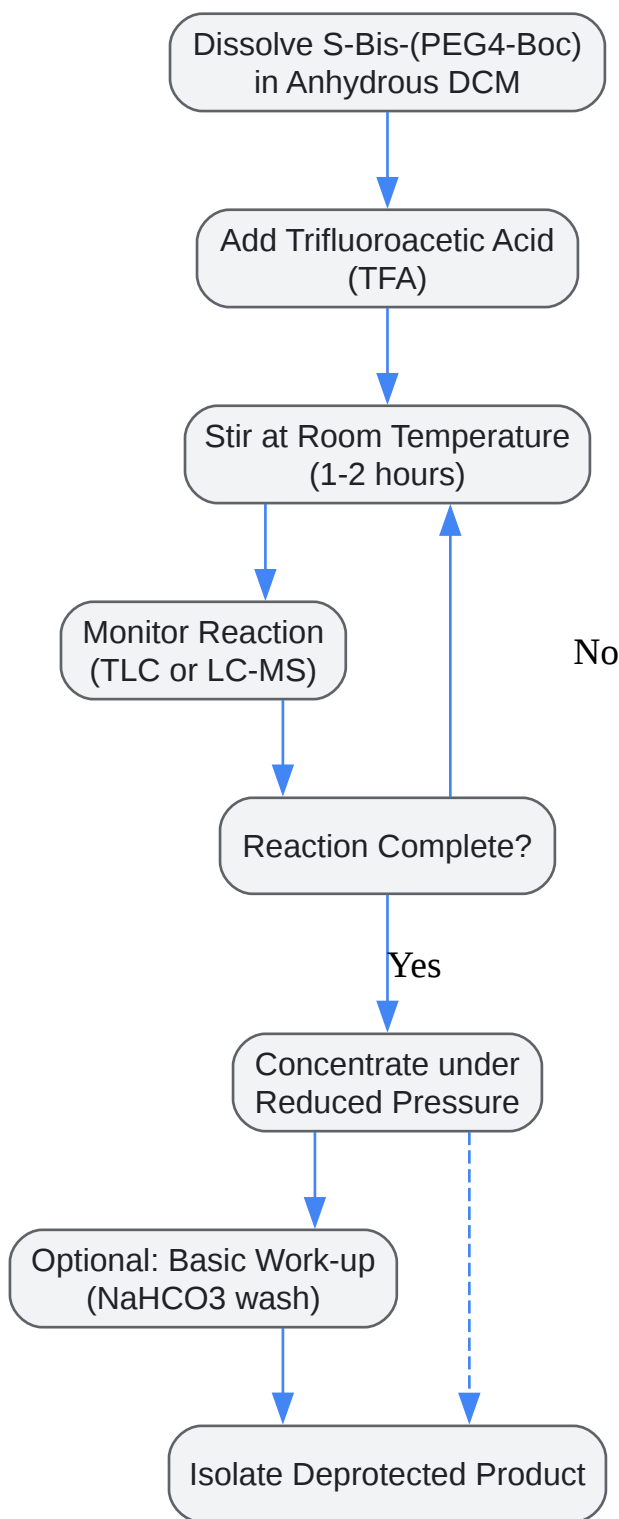 Dissolve S-Bis-(PEG4-Boc)
in Anhydrous DCM
Add Trifluoroacetic Acid
(TFA)
Stir at Room Temperature
(1-2 hours)
Monitor Reaction
(TLC or LC-MS)
No
Reaction Complete?
Yes
Concentrate under
Reduced Pressure
Optional: Basic Work-up
(NaHCO3 wash)
Isolate Deprotected Product